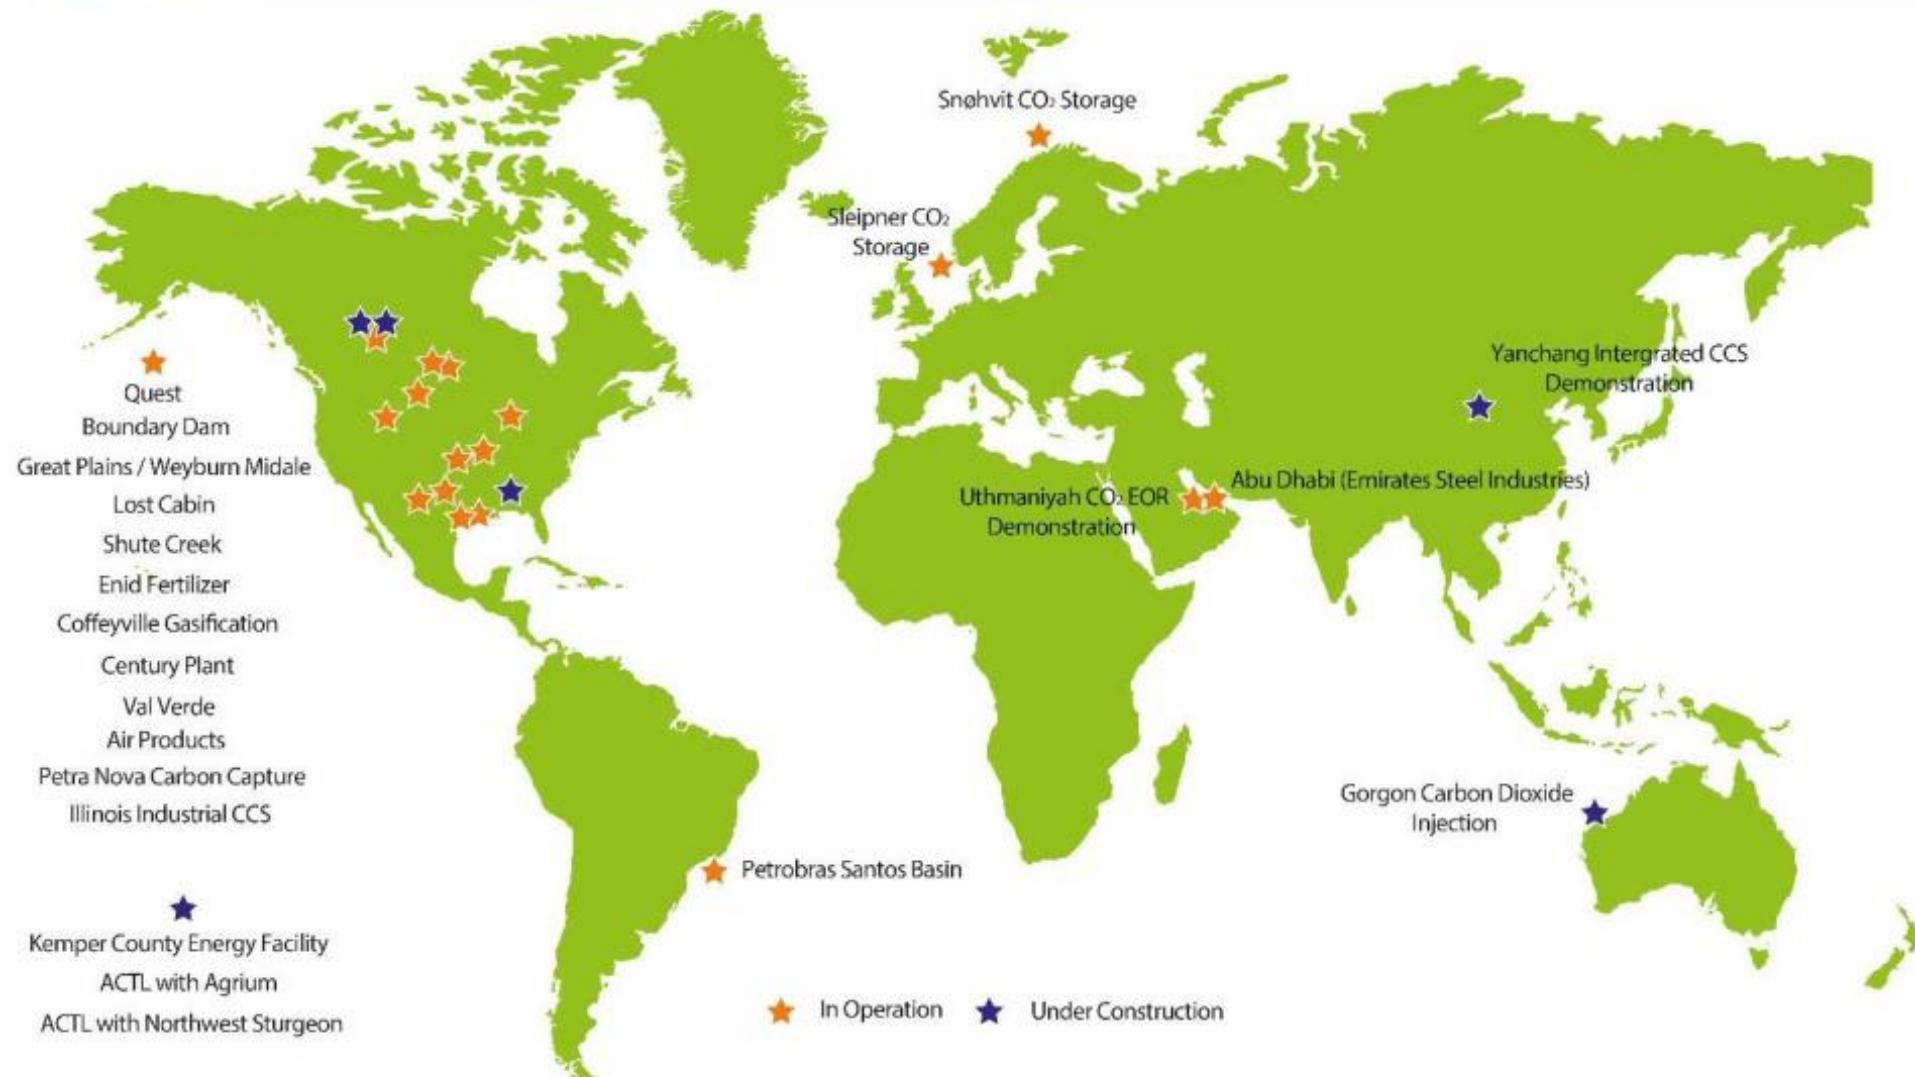 Snøhvit CO₂ Storage
Sleipner CO₂
Storage
Yanchang Intergrated CCS
Demonstration
Quest
Boundary Dam
Great Plains / Weyburn Midale
Lost Cabin
Shute Creek
Enid Fertilizer
Coffeyville Gasification
Century Plant
Val Verde
Air Products
Petra Nova Carbon Capture
Illinois Industrial CCS
Uthmaniyah CO₂ EOR
Demonstration
Abu Dhabi (Emirates Steel Industries)
Gorgon Carbon Dioxide
Injection
Petrobras Santos Basin
Kemper County Energy Facility
ACTL with Agrium
ACTL with Northwest Sturgeon
In Operation
Under Construction